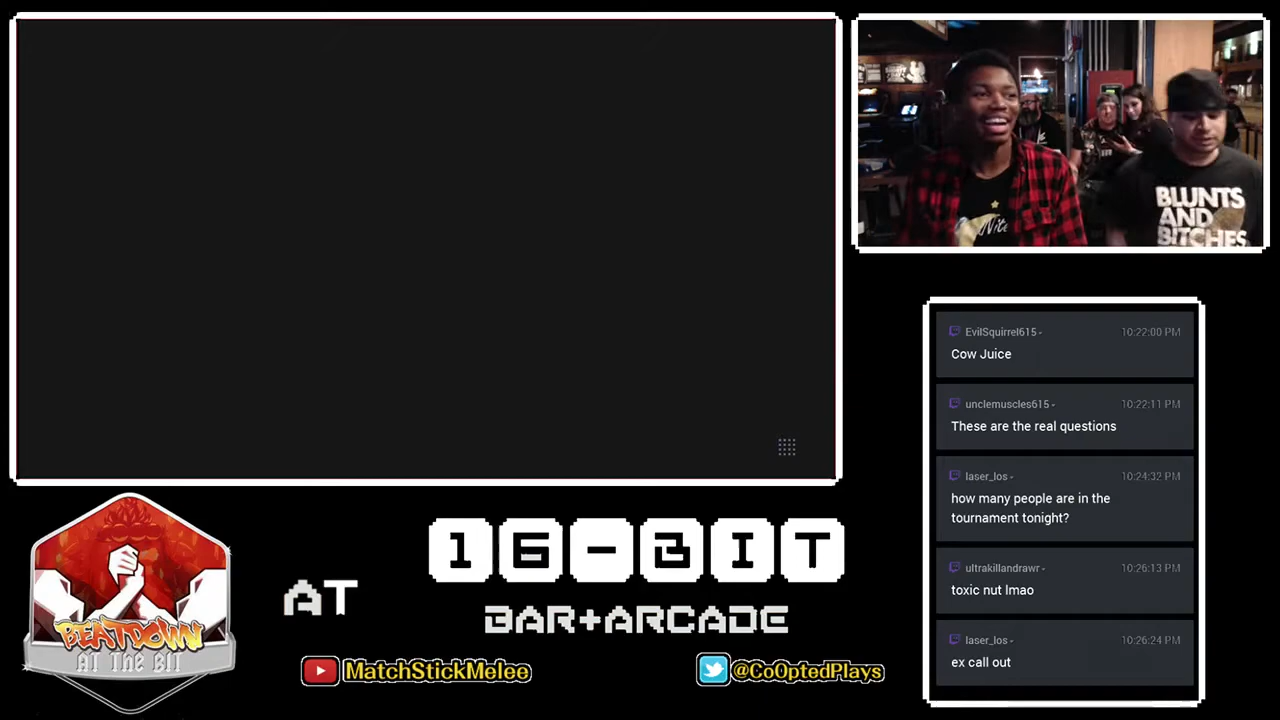 BLUNTS
AND
BITCHES
EvilSquirrel615
10:22:00 PM
Cow Juice
unclemuscles615
10:22:11 PM
These are the real questions
laser_los
10:24:32 PM
how many people are in the
tournament tonight?
ultrakillandrawr
10:26:13 PM
toxic nut lmao
laser_los
10:26:24 PM
ex call out
BEATDOWN
AT THE BIT
AT
16-BIT
BAR+ARCADE
MatchStickMelee
@CoOptedPlays